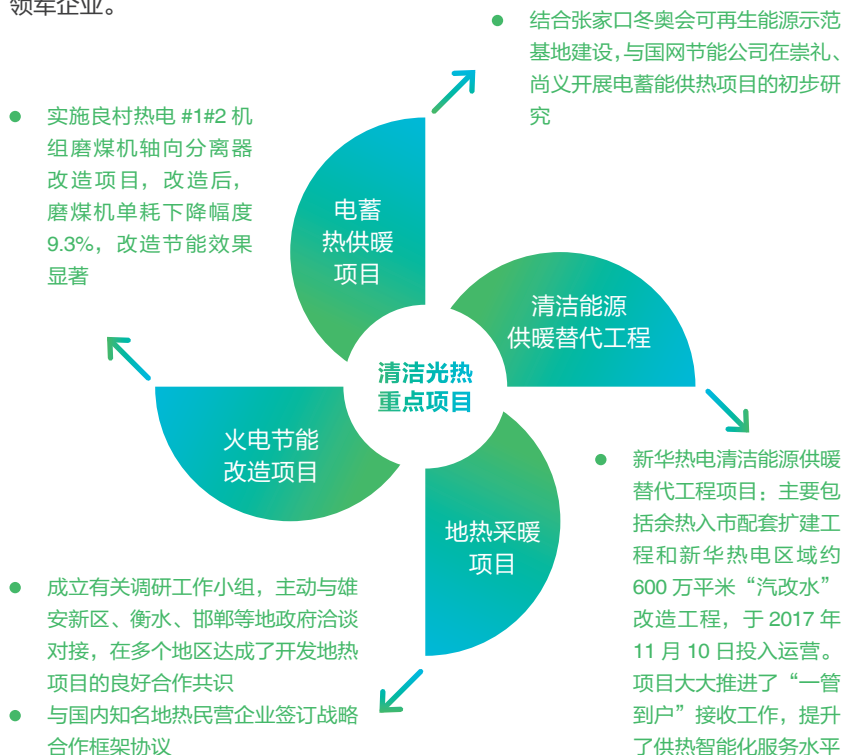 领军企业。
结合张家口冬奥会可再生能源示范
基地建设，与国网节能公司在崇礼、
尚义开展电蓄能供热项目的初步研
究
实施良村热电 #1#2 机
组磨煤机轴向分离器
改造项目，改造后，
磨煤机单耗下降幅度
9.3%，改造节能效果
显著
电蓄
热供暖
项目
清洁能源
供暖替代工程
清洁光热
重点项目
火电节能
改造项目
地热采暖
项目
新华热电清洁能源供暖
替代工程项目：主要包
括余热入市配套扩建工
程和新华热电区域约
600 万平米“汽改水”
改造工程，于 2017 年
11 月 10 日投入运营。
项目大大推进了“一管
到户”接收工作，提升
了供热智能化服务水平
成立有关调研工作小组，主动与雄
安新区、衡水、邯郸等地政府洽谈
对接，在多个地区达成了开发地热
项目的良好合作共识
与国内知名地热民营企业签订战略
合作框架协议